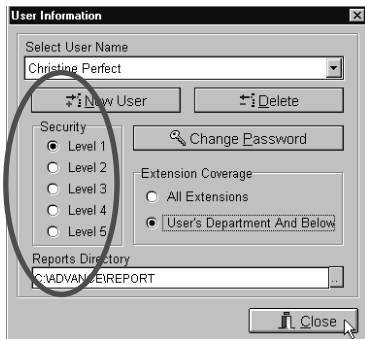 User Information
Select User Name
Christine Perfect
New User
Delete
Security
Level 1
Level 2
Level 3
Level 4
Level 5
Change Password
Extension Coverage
All Extensions
User's Department And Below
Reports Directory
C:\ADVANCE\REPORT
..
Close